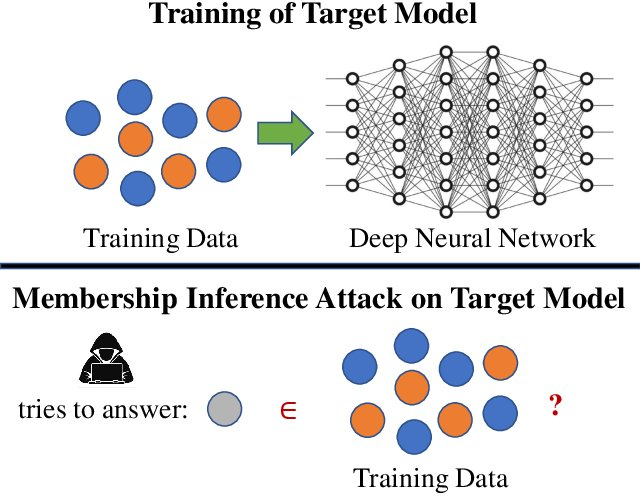 Training of Target Model
Training Data
Deep Neural Network
Membership Inference Attack on Target Model
tries to answer: ∈ ?
Training Data